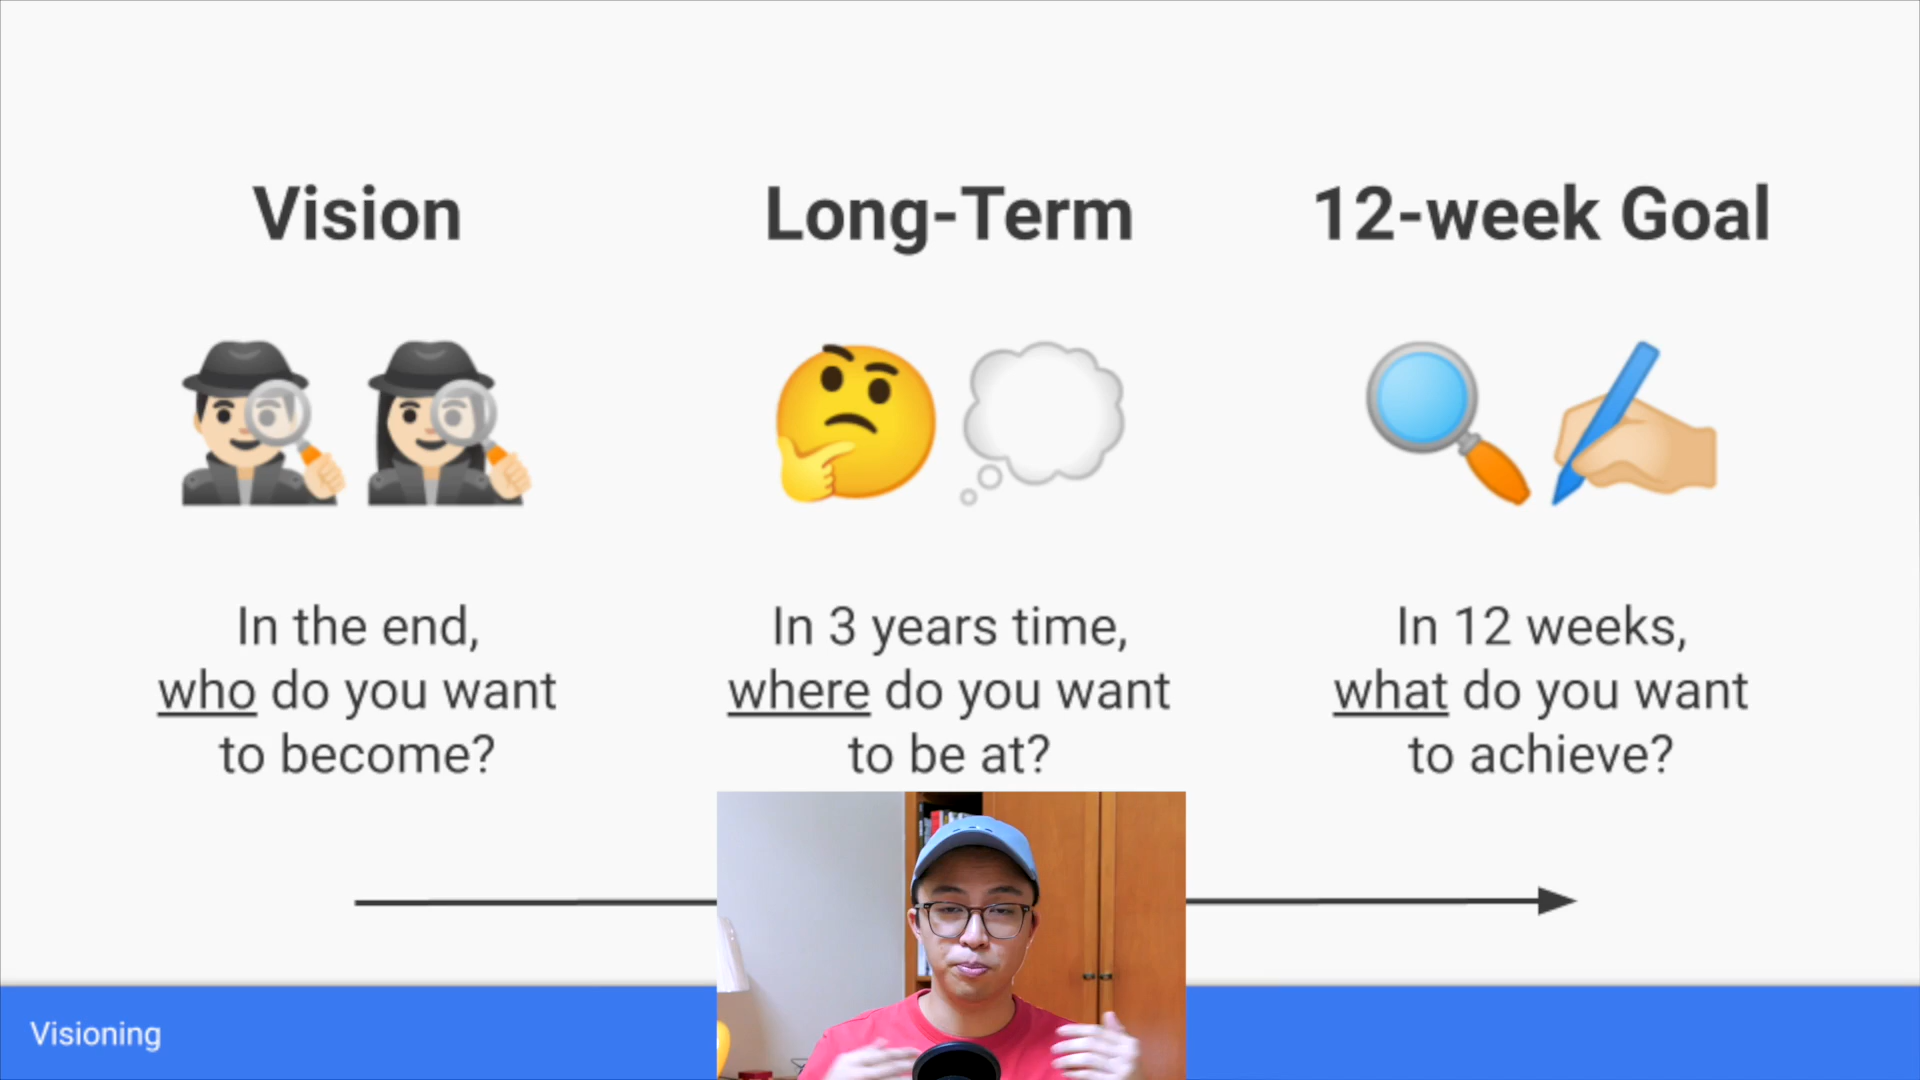 Vision
Long-Term
12-week Goal
In the end,
who do you want
to become?
In 3 years time,
where do you want
to be at?
In 12 weeks,
what do you want
to achieve?
Visioning